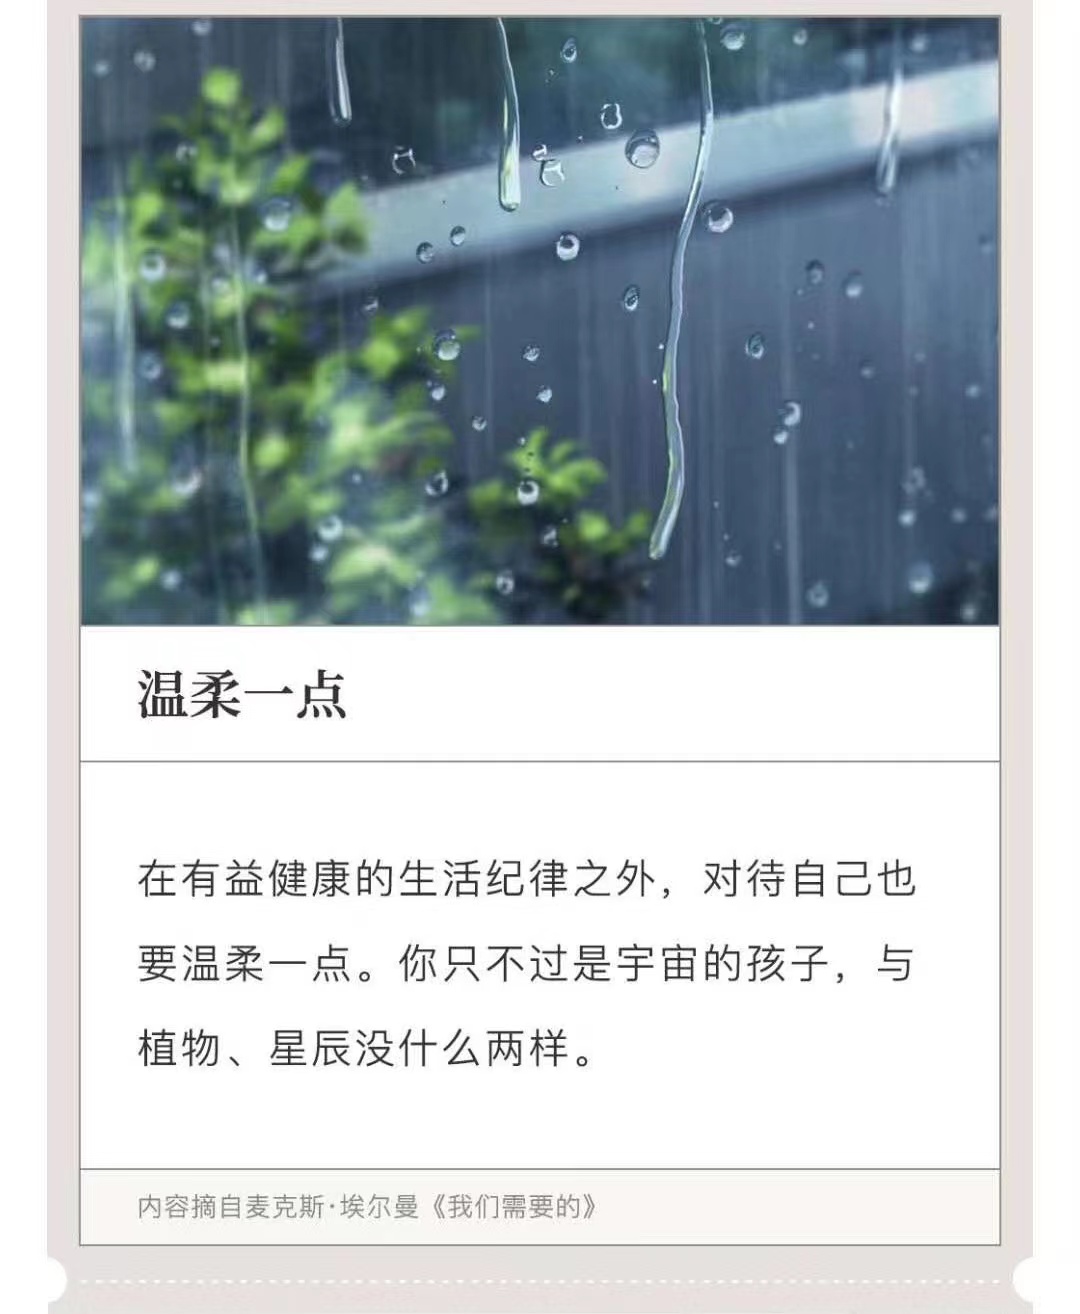 温柔一点
在有益健康的生活纪律之外，对待自己也
要温柔一点。你只不过是宇宙的孩子，与
植物、星辰没什么两样。
内容摘自麦克斯·埃尔曼《我们需要的》